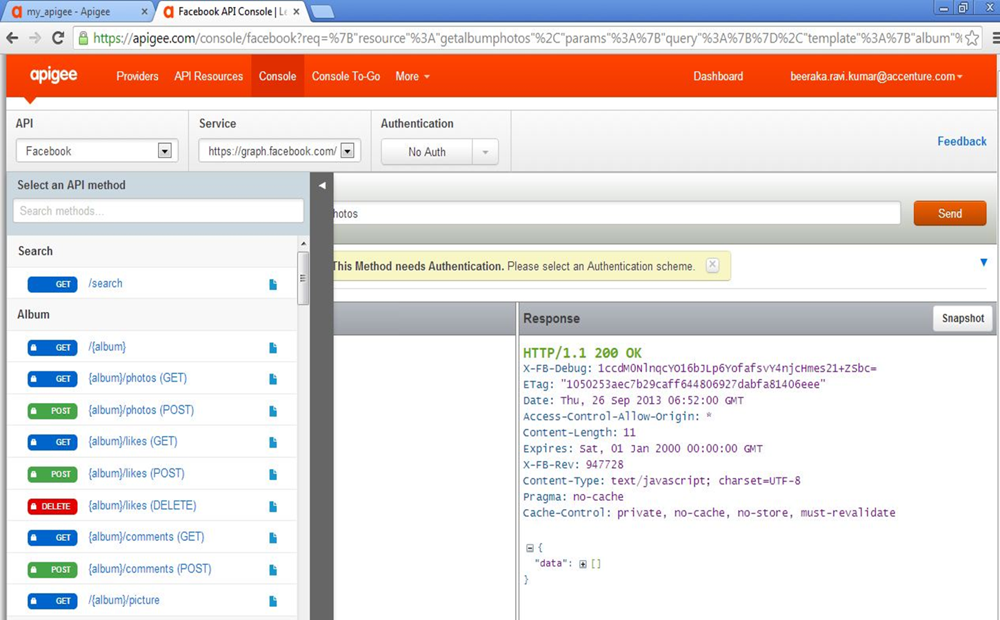 my_apigee - Apigee
Facebook API Console | Le
https://apigee.com/console/facebook?req=%7B"resource"%3A"getalbumphotos"%2C"params"%3A%7B"query"%3A%7B%7D%2C"template"%3A%7B"album"%
apigee
Providers
API Resources
Console
Console To-Go
More
Dashboard
beeraka.ravi.kumar@accenture.com
API
Service
Authentication
Facebook
https://graph.facebook.com/
No Auth
Feedback
Select an API method
Search methods...
hotos
Send
This Method needs Authentication. Please select an Authentication scheme.
Search
GET /search
Album
GET /{album}
GET {album}/photos (GET)
POST {album}/photos (POST)
GET {album}/likes (GET)
POST {album}/likes (POST)
DELETE {album}/likes (DELETE)
GET {album}/comments (GET)
POST {album}/comments (POST)
GET /{album}/picture
Response
Snapshot
HTTP/1.1 200 OK
X-FB-Debug: 1ccdMONlnqcYO16bJLp6YofafsvY4njcHmes21+ZSbc=
ETag: "1050253aec7b29caff644806927dabfa81406eee"
Date: Thu, 26 Sep 2013 06:52:00 GMT
Access-Control-Allow-Origin: *
Content-Length: 11
Expires: Sat, 01 Jan 2000 00:00:00 GMT
X-FB-Rev: 947728
Content-Type: text/javascript; charset=UTF-8
Pragma: no-cache
Cache-Control: private, no-cache, no-store, must-revalidate
{
"data": []
}